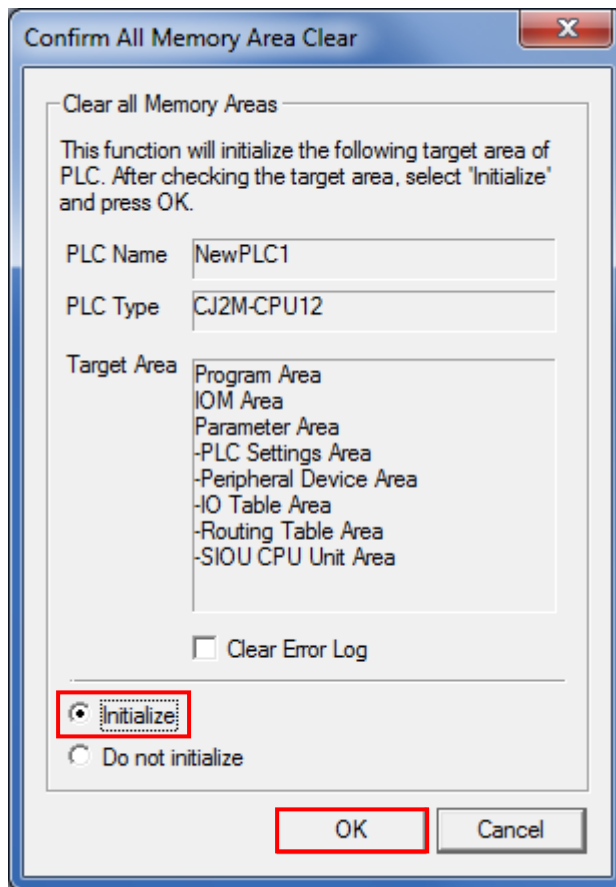 Confirm All Memory Area Clear
Clear all Memory Areas
This function will initialize the following target area of
PLC. After checking the target area, select 'Initialize'
and press OK.
PLC Name NewPLC1
PLC Type CJ2M-CPU12
Target Area Program Area
IOM Area
Parameter Area
-PLC Settings Area
-Peripheral Device Area
-IO Table Area
-Routing Table Area
-SIOU CPU Unit Area
Clear Error Log
Initialize
Do not initialize
OK Cancel